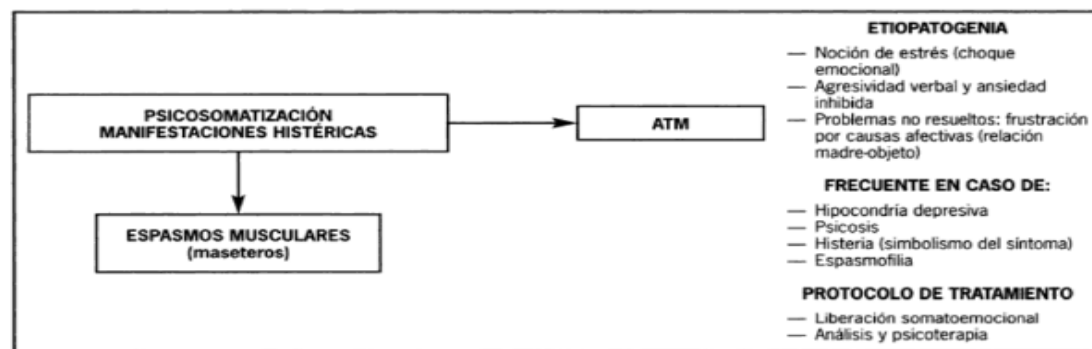 PSICOSOMATIZACIÓN
MANIFESTACIONES HISTÉRICAS
ATM
ESPASMOS MUSCULARES
(maseteros)
ETIOPATOGENIA
— Noción de estrés (choque
emocional)
— Agresividad verbal y ansiedad
inhibida
— Problemas no resueltos: frustración
por causas afectivas (relación
madre-objeto)
FRECUENTE EN CASO DE:
— Hipocondría depresiva
— Psicosis
— Histeria (simbolismo del síntoma)
— Espasmofilia
PROTOCOLO DE TRATAMIENTO
— Liberación somatoemocional
— Análisis y psicoterapia